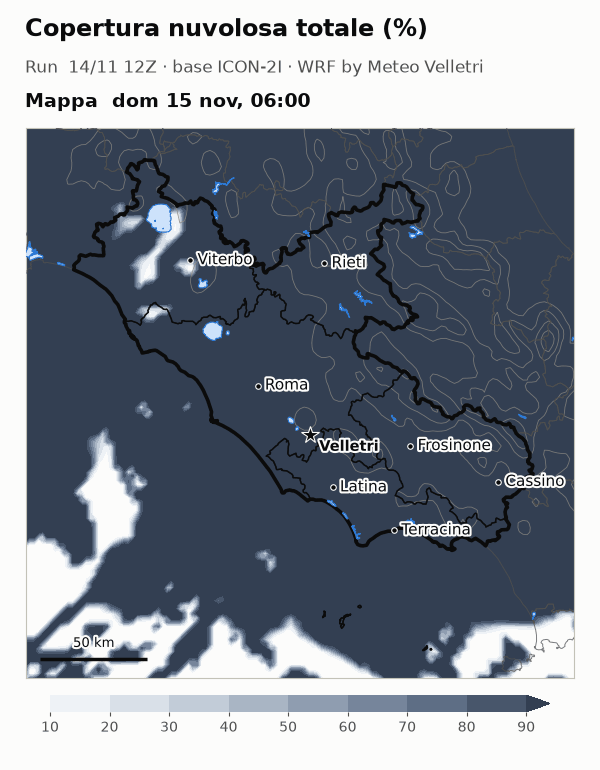 Copertura nuvolosa totale (%)
Run 14/11 12Z · base ICON-2I · WRF by Meteo Velletri
Mappa dom 15 nov, 06:00
Viterbo
Rieti
Roma
Velletri
Frosinone
Cassino
Latina
Terracina
50 km
10 20 30 40 50 60 70 80 90